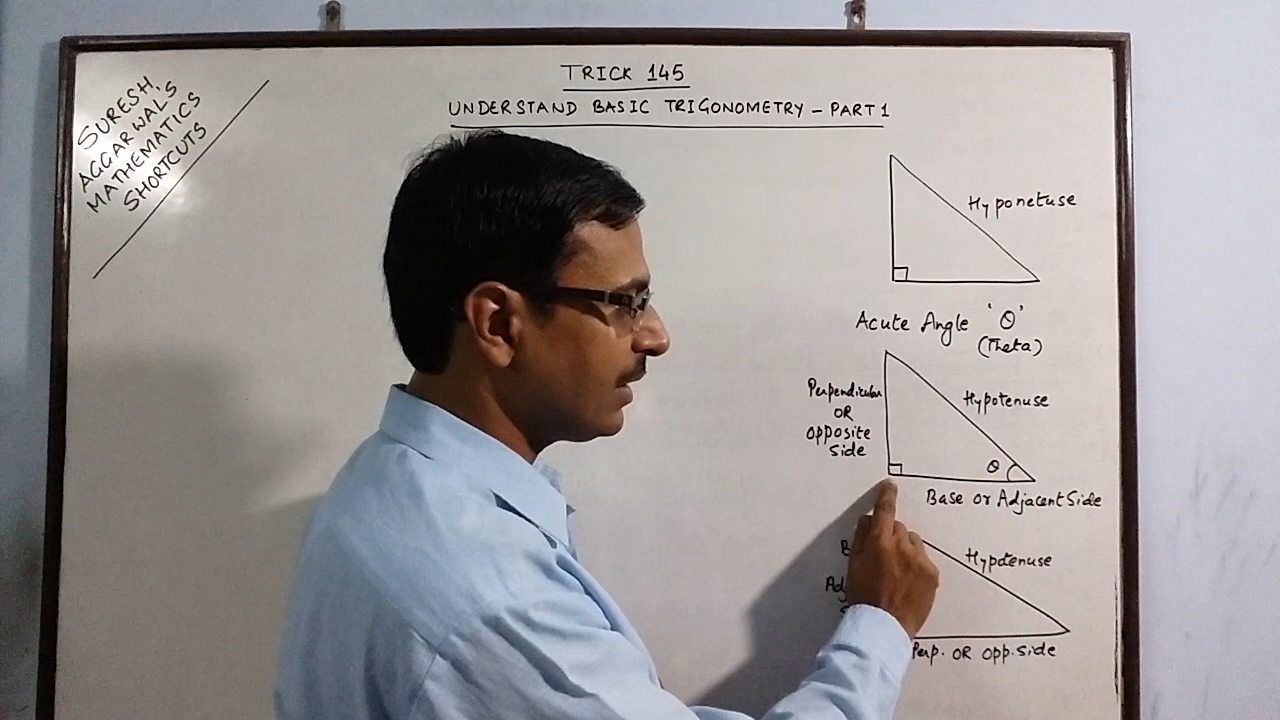 TRICK 145
UNDERSTAND BASIC TRIGONOMETRY – PART 1
SURESH
AGGARWAL'S
MATHEMATICS
SHORTCUTS
Hyponetuse
Acute Angle 'θ'
(Theta)
Perpendicular
OR
opposite
side
Hypotenuse
θ
Base or Adjacent Side
Hypotenuse
Perp. OR opp. side